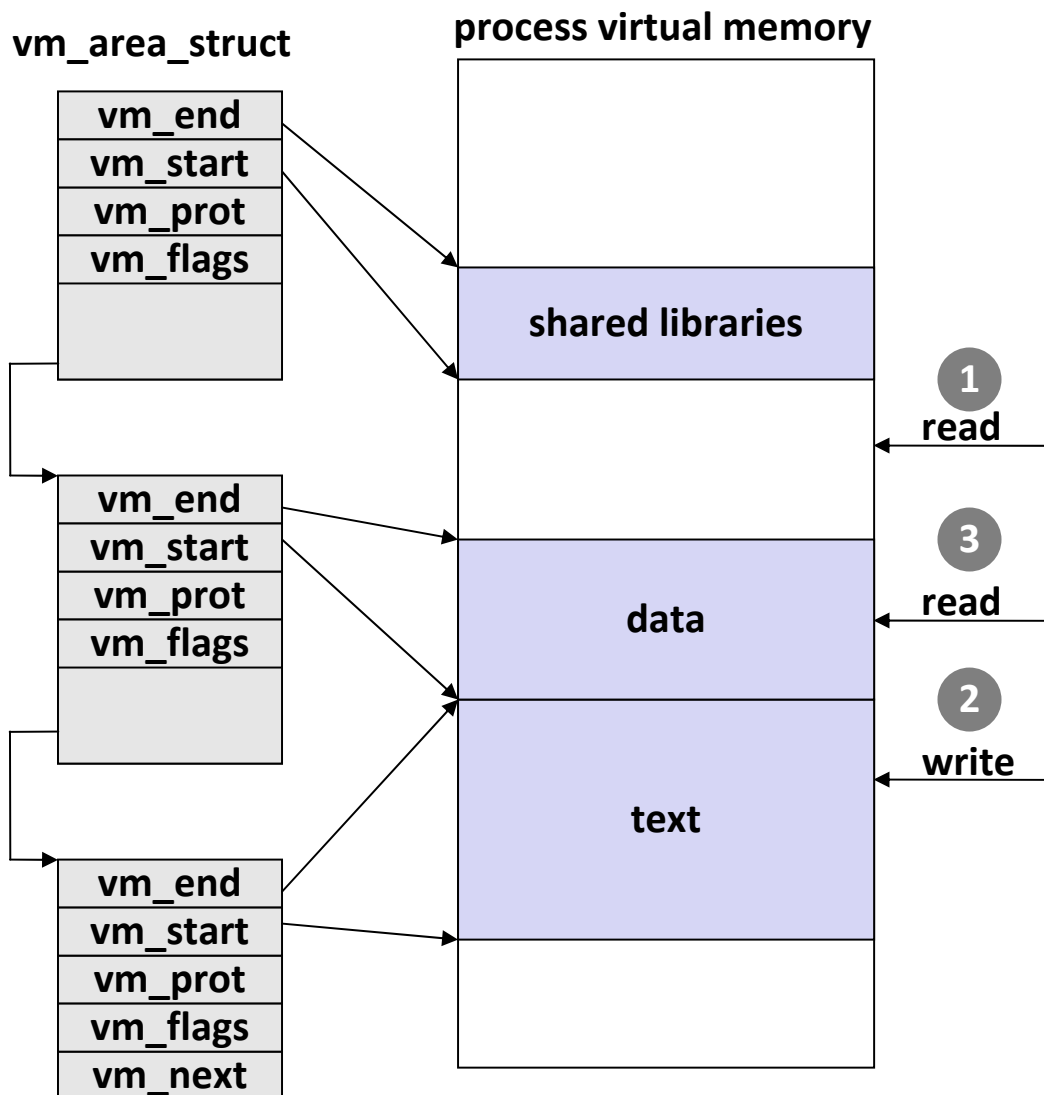 process virtual memory
vm_area_struct
vm_end
vm_start
vm_prot
vm_flags
shared libraries
1
read
vm_end
vm_start
vm_prot
vm_flags
3
data
read
2
write
text
vm_end
vm_start
vm_prot
vm_flags
vm_next